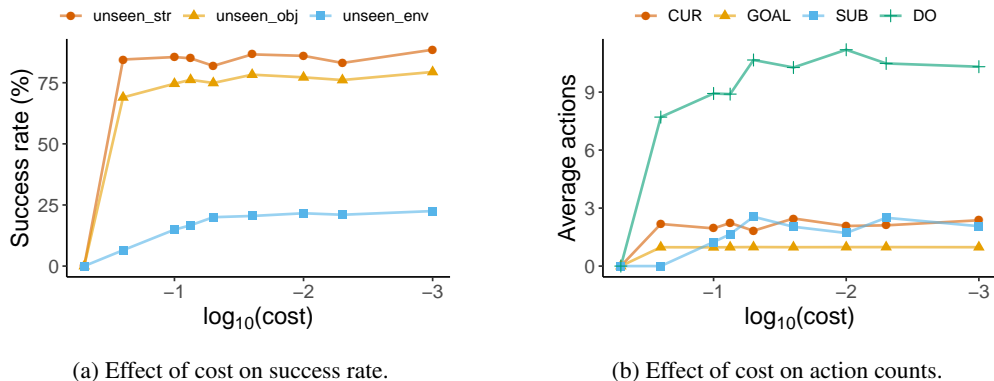 unseen_str unseen_obj unseen_env
Success rate (%)
75
50
25
0
−1 −2 −3
log10(cost)
(a) Effect of cost on success rate.
CUR GOAL SUB DO
Average actions
9
6
3
0
−1 −2 −3
log10(cost)
(b) Effect of cost on action counts.